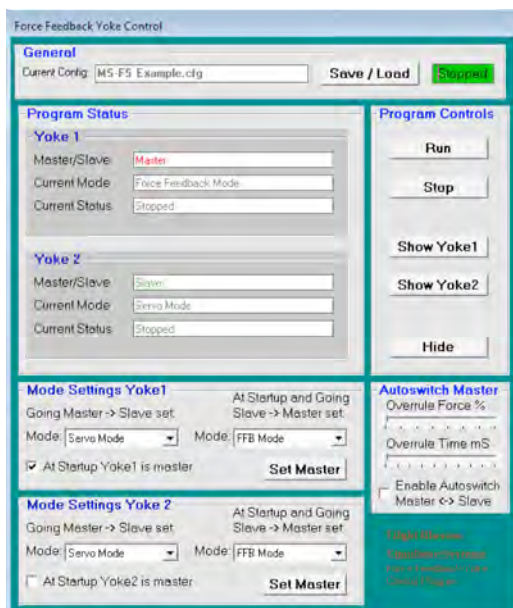 Force Feedback Yoke Control
General
Current Config: MS-FS Example.cfg
Save / Load
Stopped
Program Status
Yoke 1
Master/Slave Master
Current Mode Force Feedback Mode
Current Status Stopped
Yoke 2
Master/Slave Slave
Current Mode Servo Mode
Current Status Stopped
Program Controls
Run
Stop
Show Yoke1
Show Yoke2
Hide
Mode Settings Yoke1
Going Master -> Slave set
At Startup and Going
Slave -> Master set
Mode: Servo Mode
Mode: FFB Mode
At Startup Yoke1 is master
Set Master
Mode Settings Yoke 2
Going Master -> Slave set
At Startup and Going
Slave -> Master set
Mode: Servo Mode
Mode: FFB Mode
At Startup Yoke2 is master
Set Master
Autoswitch Master
Overrule Force %
Overrule Time mS
Enable Autoswitch
Master <-> Slave